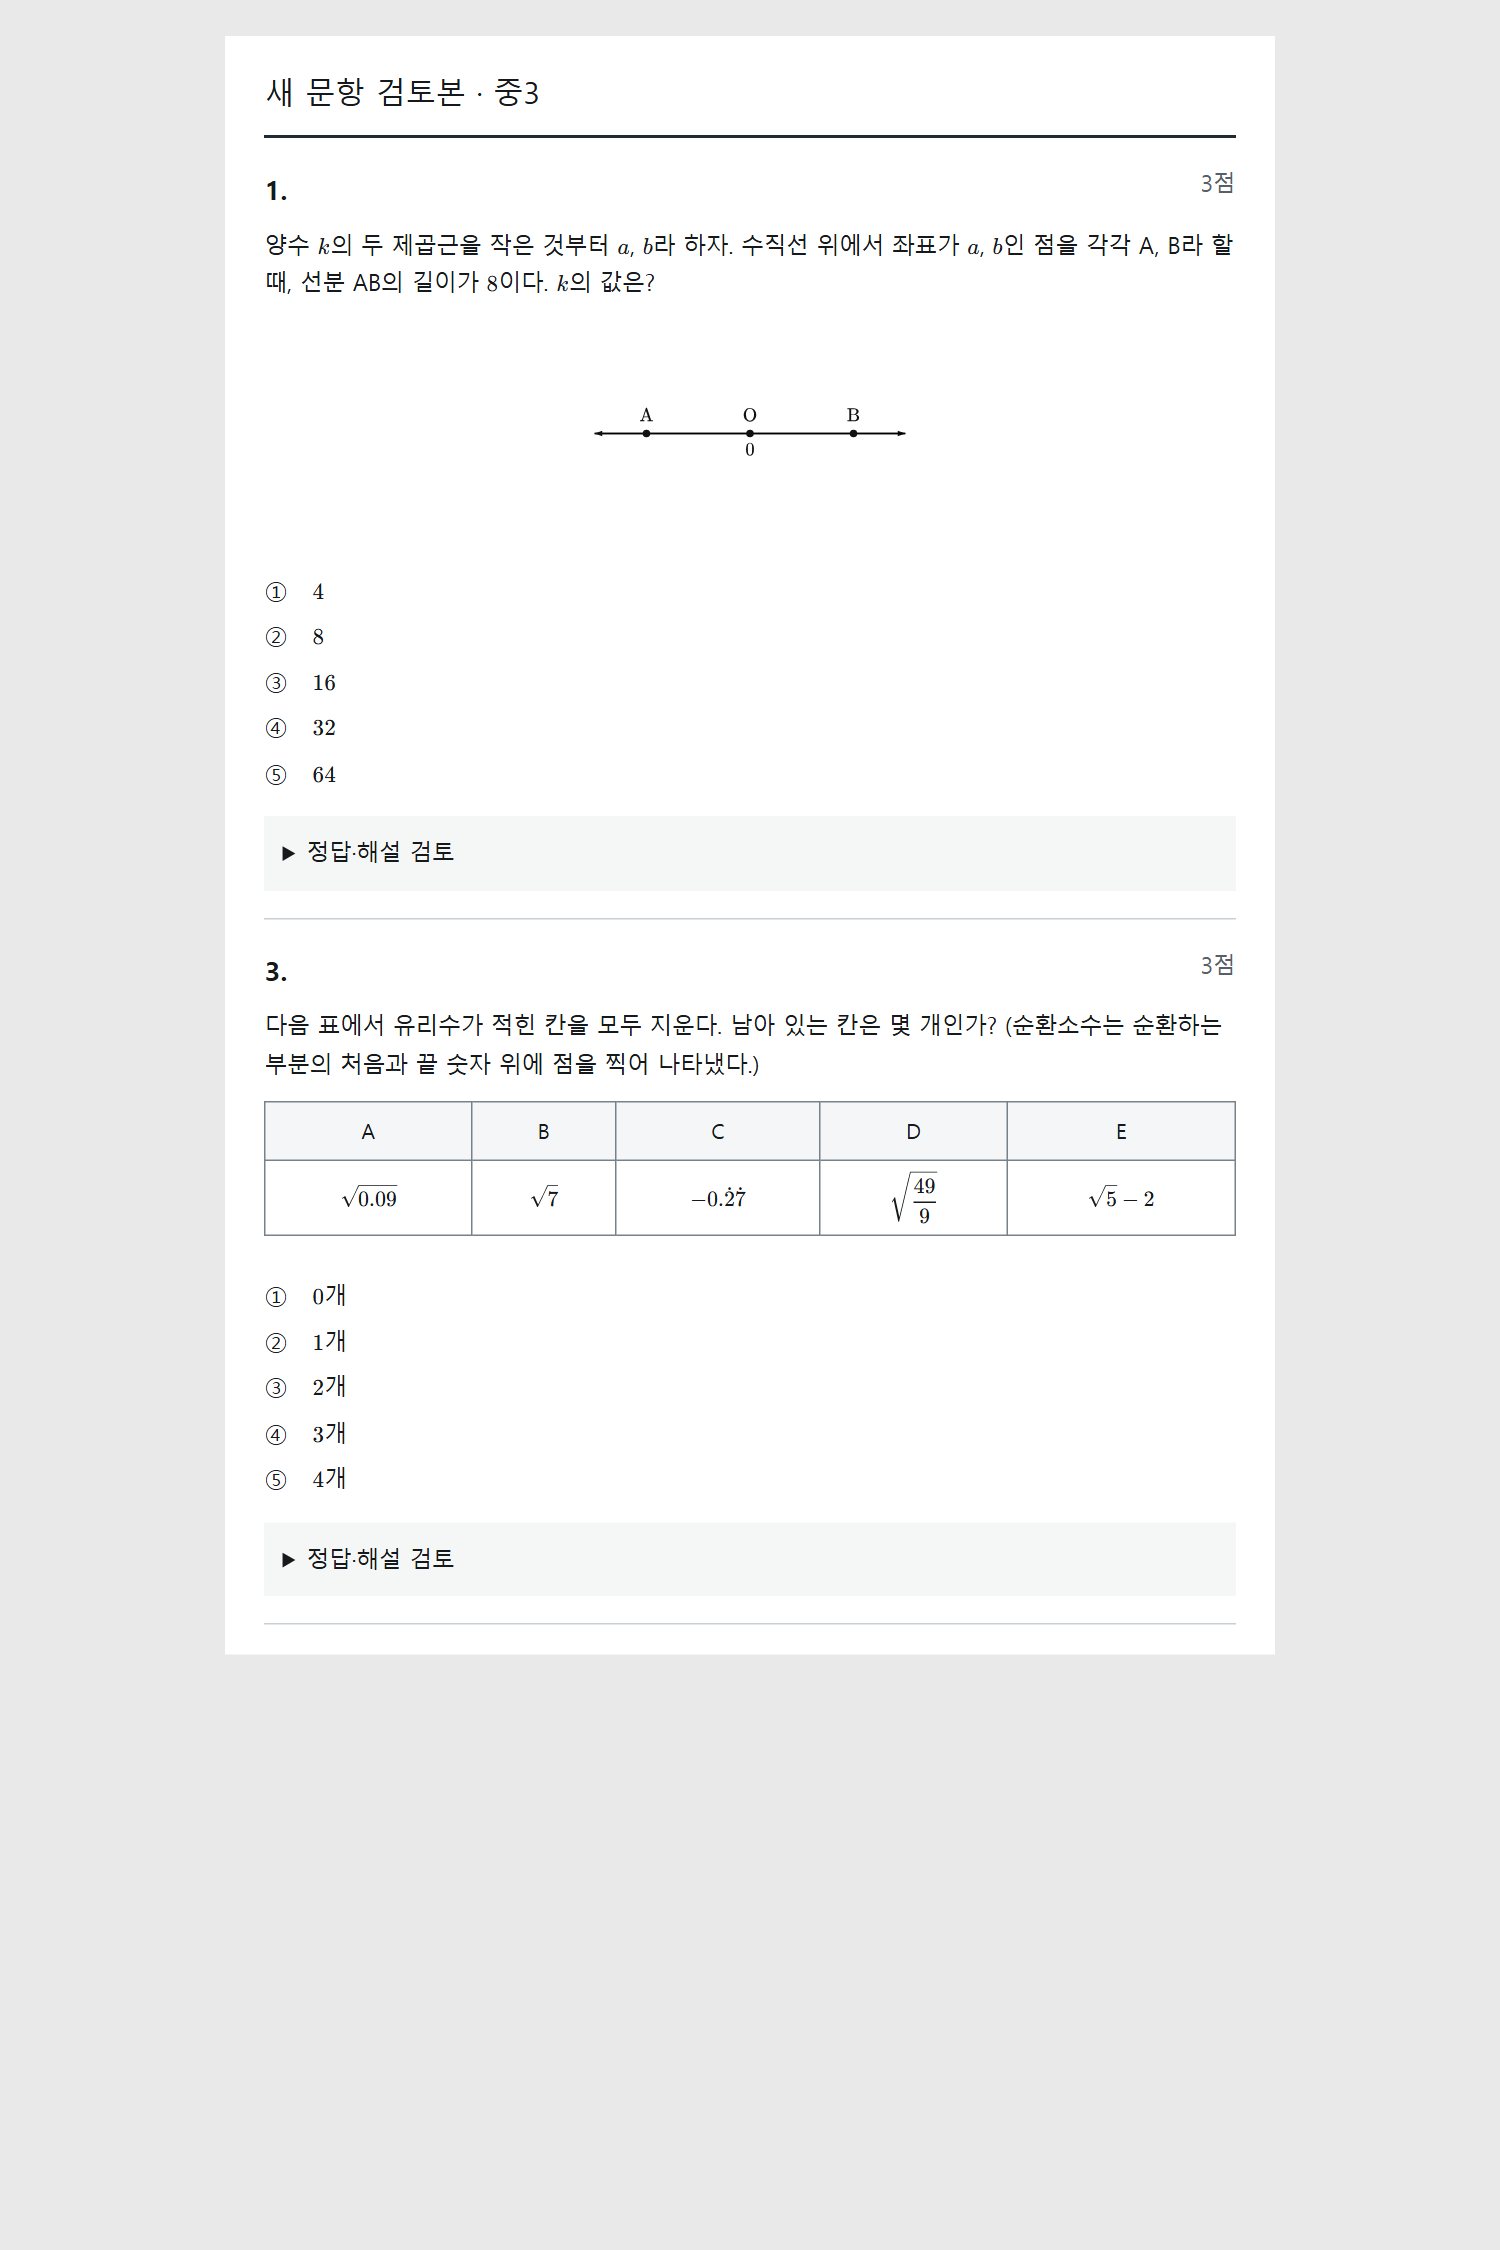 새 문항 검토본 · 중3
1.
3점
양수 k의 두 제곱근을 작은 것부터 a, b라 하자. 수직선 위에서 좌표가 a, b인 점을 각각 A, B라 할
때, 선분 AB의 길이가 8이다. k의 값은?
A O B
0
① 4
② 8
③ 16
④ 32
⑤ 64
▶ 정답·해설 검토
3.
3점
다음 표에서 유리수가 적힌 칸을 모두 지운다. 남아 있는 칸은 몇 개인가? (순환소수는 순환하는
부분의 처음과 끝 숫자 위에 점을 찍어 나타냈다.)
A B C D E
√0.09 √7 −0.2̇7̇ √(49/9) √5 − 2
① 0개
② 1개
③ 2개
④ 3개
⑤ 4개
▶ 정답·해설 검토